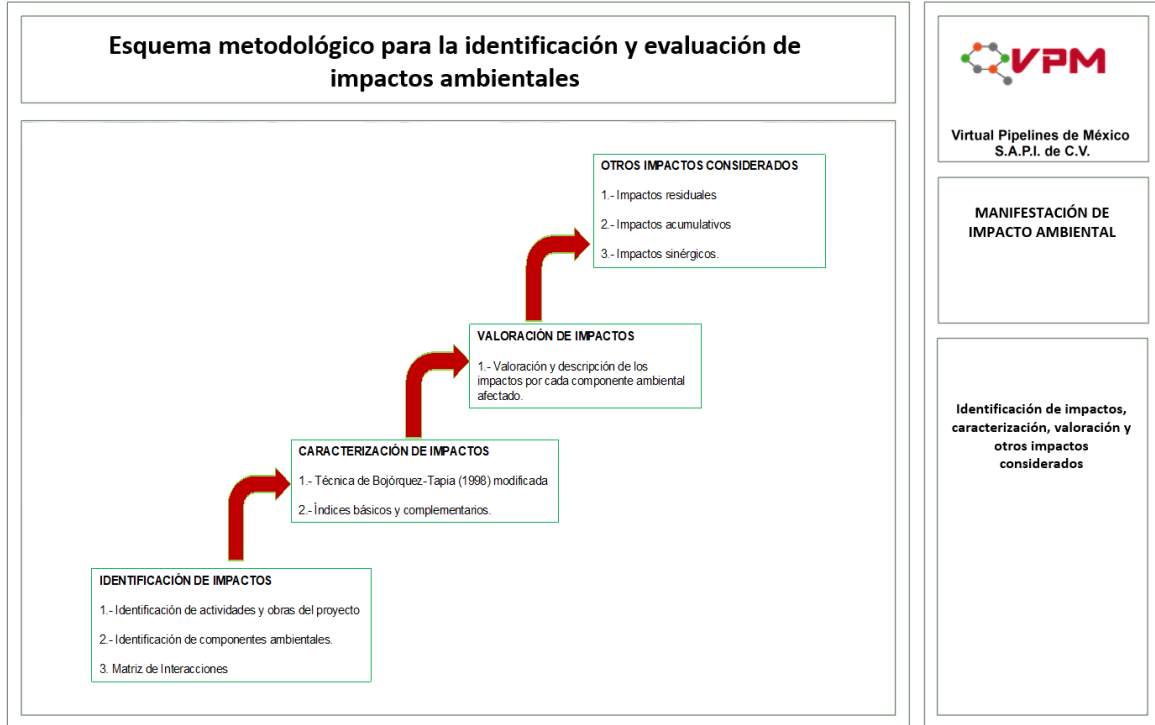 Esquema metodológico para la identificación y evaluación de
impactos ambientales
OTROS IMPACTOS CONSIDERADOS
1.- Impactos residuales
2.- Impactos acumulativos
3.- Impactos sinérgicos.
VALORACIÓN DE IMPACTOS
1.- Valoración y descripción de los
impactos por cada componente ambiental
afectado.
CARACTERIZACIÓN DE IMPACTOS
1.- Técnica de Bojórquez-Tapia (1998) modificada
2.- Índices básicos y complementarios.
IDENTIFICACIÓN DE IMPACTOS
1.- Identificación de actividades y obras del proyecto
2.- Identificación de componentes ambientales.
3. Matriz de Interacciones
VPM
Virtual Pipelines de México
S.A.P.I. de C.V.
MANIFESTACIÓN DE
IMPACTO AMBIENTAL
Identificación de impactos,
caracterización, valoración y
otros impactos
considerados